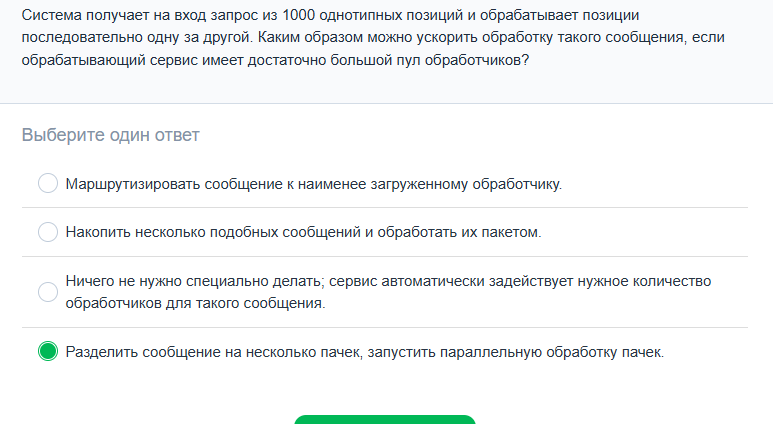 Система получает на вход запрос из 1000 однотипных позиций и обрабатывает позиции
последовательно одну за другой. Каким образом можно ускорить обработку такого сообщения, если
обрабатывающий сервис имеет достаточно большой пул обработчиков?
Выберите один ответ
Маршрутизировать сообщение к наименее загруженному обработчику.
Накопить несколько подобных сообщений и обработать их пакетом.
Ничего не нужно специально делать; сервис автоматически задействует нужное количество
обработчиков для такого сообщения.
Разделить сообщение на несколько пачек, запустить параллельную обработку пачек.